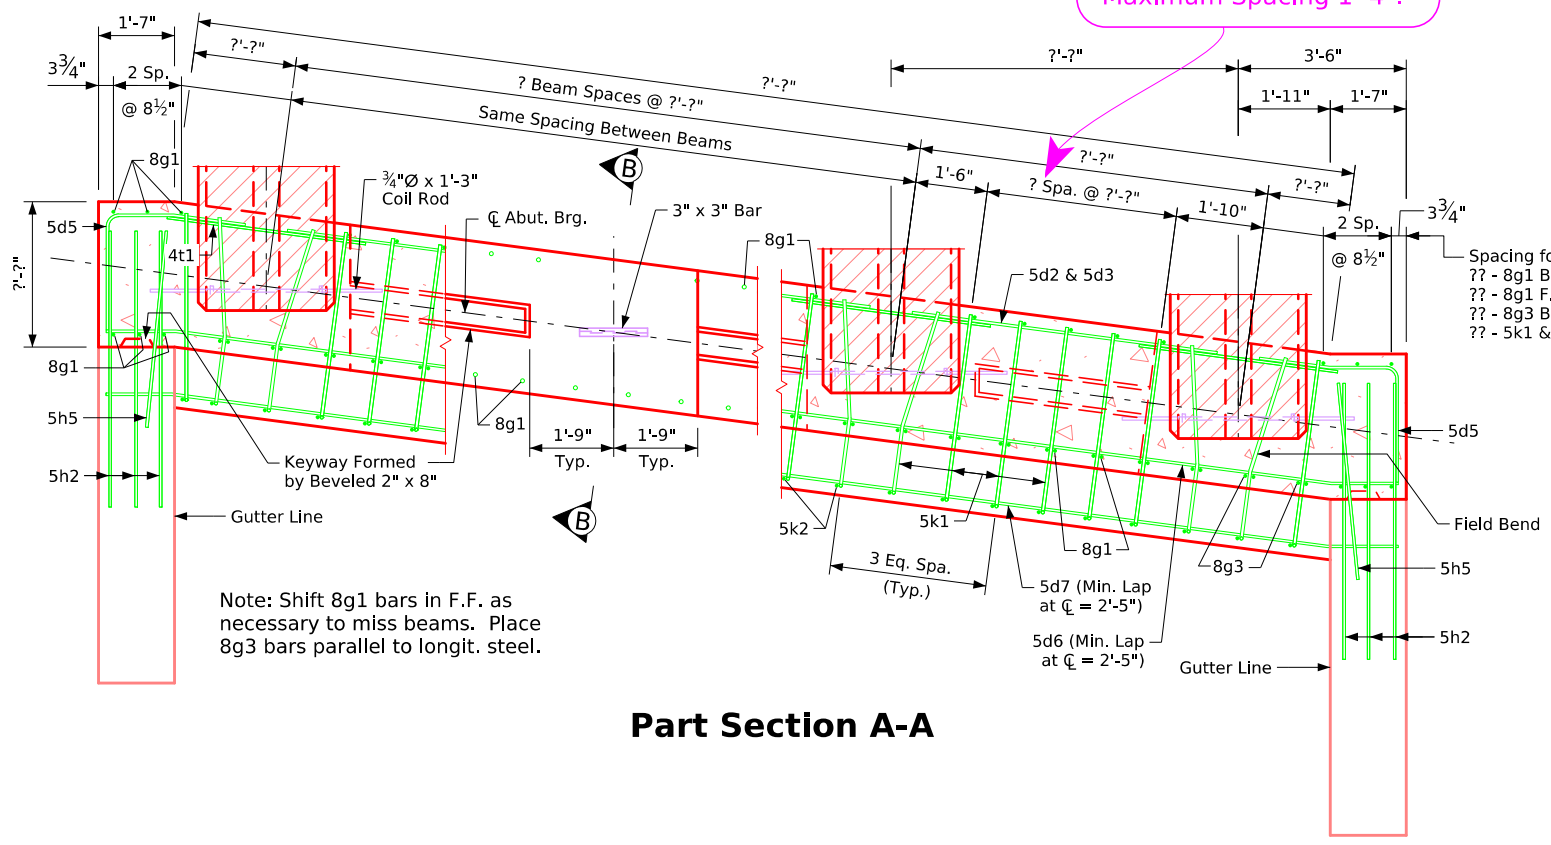 Maximum Spacing 1'-4"?
1'-7"
?'-?"
3¾"
2 Sp.
@ 8½"
?'-?"
? Beam Spaces @ ?'-?"
Same Spacing Between Beams
?'-?"
3'-6"
1'-11"
1'-7"
?'-?"
1'-6"
? Spa. @ ?'-?"
?'-?"
1'-10"
2 Sp.
@ 8½"
3¾"
8g1
¾"Ø x 1'-3"
Coil Rod
℄ Abut. Brg.
B
3" x 3" Bar
5d5
4t1
?'-?"
8g1
5d2 & 5d3
Spacing fo
?? - 8g1 B
?? - 8g1 F.
?? - 8g3 B
?? - 5k1 &
8g1
5h5
5h2
8g1
1'-9"
Typ.
1'-9"
Typ.
Keyway Formed
by Beveled 2" x 8"
Gutter Line
B
5k2
5k1
3 Eq. Spa.
(Typ.)
8g1
8g3
5d5
Field Bend
5h5
5h2
5d7 (Min. Lap
at ℄ = 2'-5")
5d6 (Min. Lap
at ℄ = 2'-5")
Gutter Line
Note: Shift 8g1 bars in F.F. as
necessary to miss beams. Place
8g3 bars parallel to longit. steel.
Part Section A-A